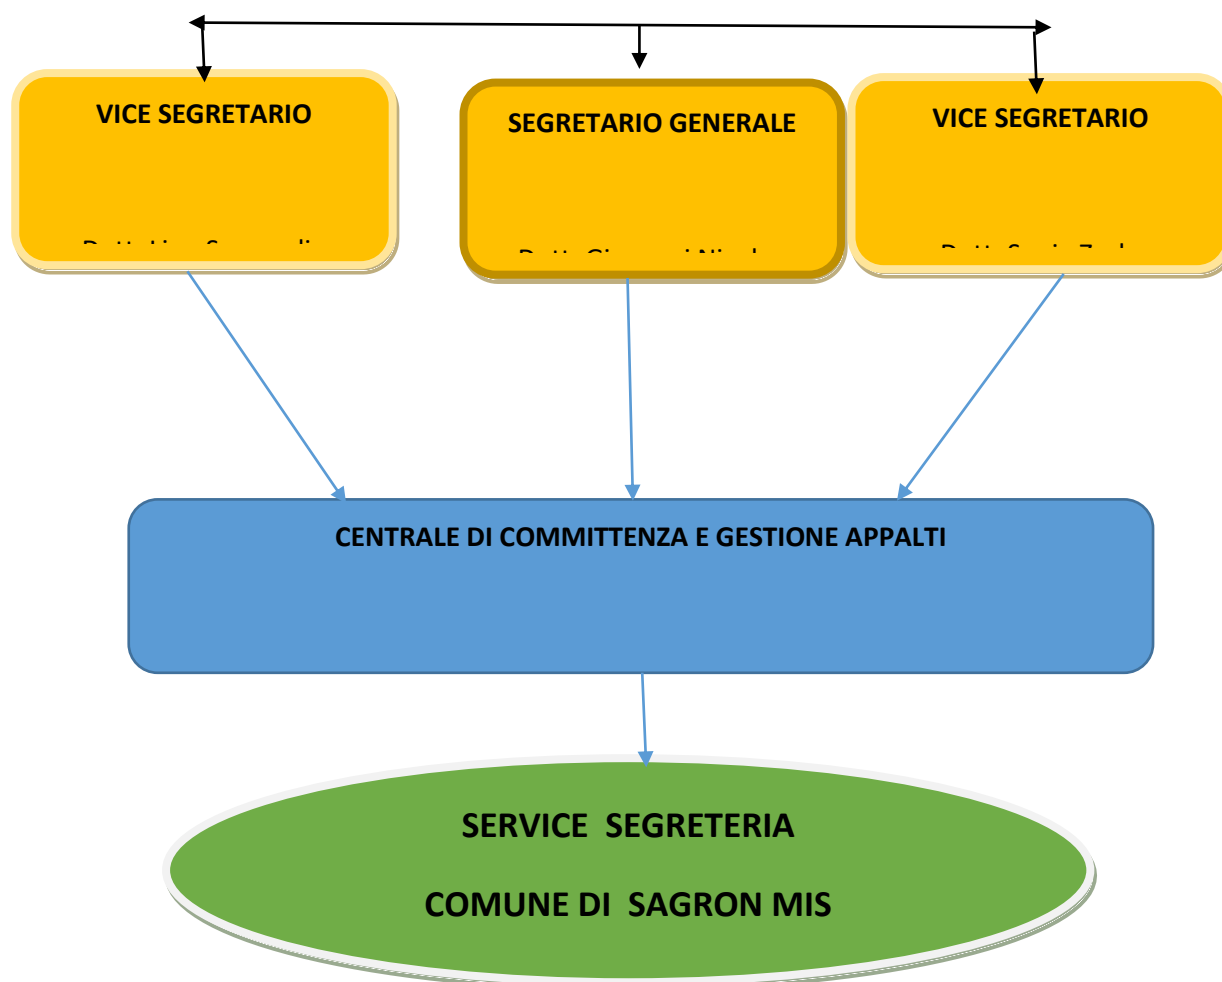 VICE SEGRETARIO
SEGRETARIO GENERALE
VICE SEGRETARIO
CENTRALE DI COMMITTENZA E GESTIONE APPALTI
SERVICE SEGRETERIA
COMUNE DI SAGRON MIS